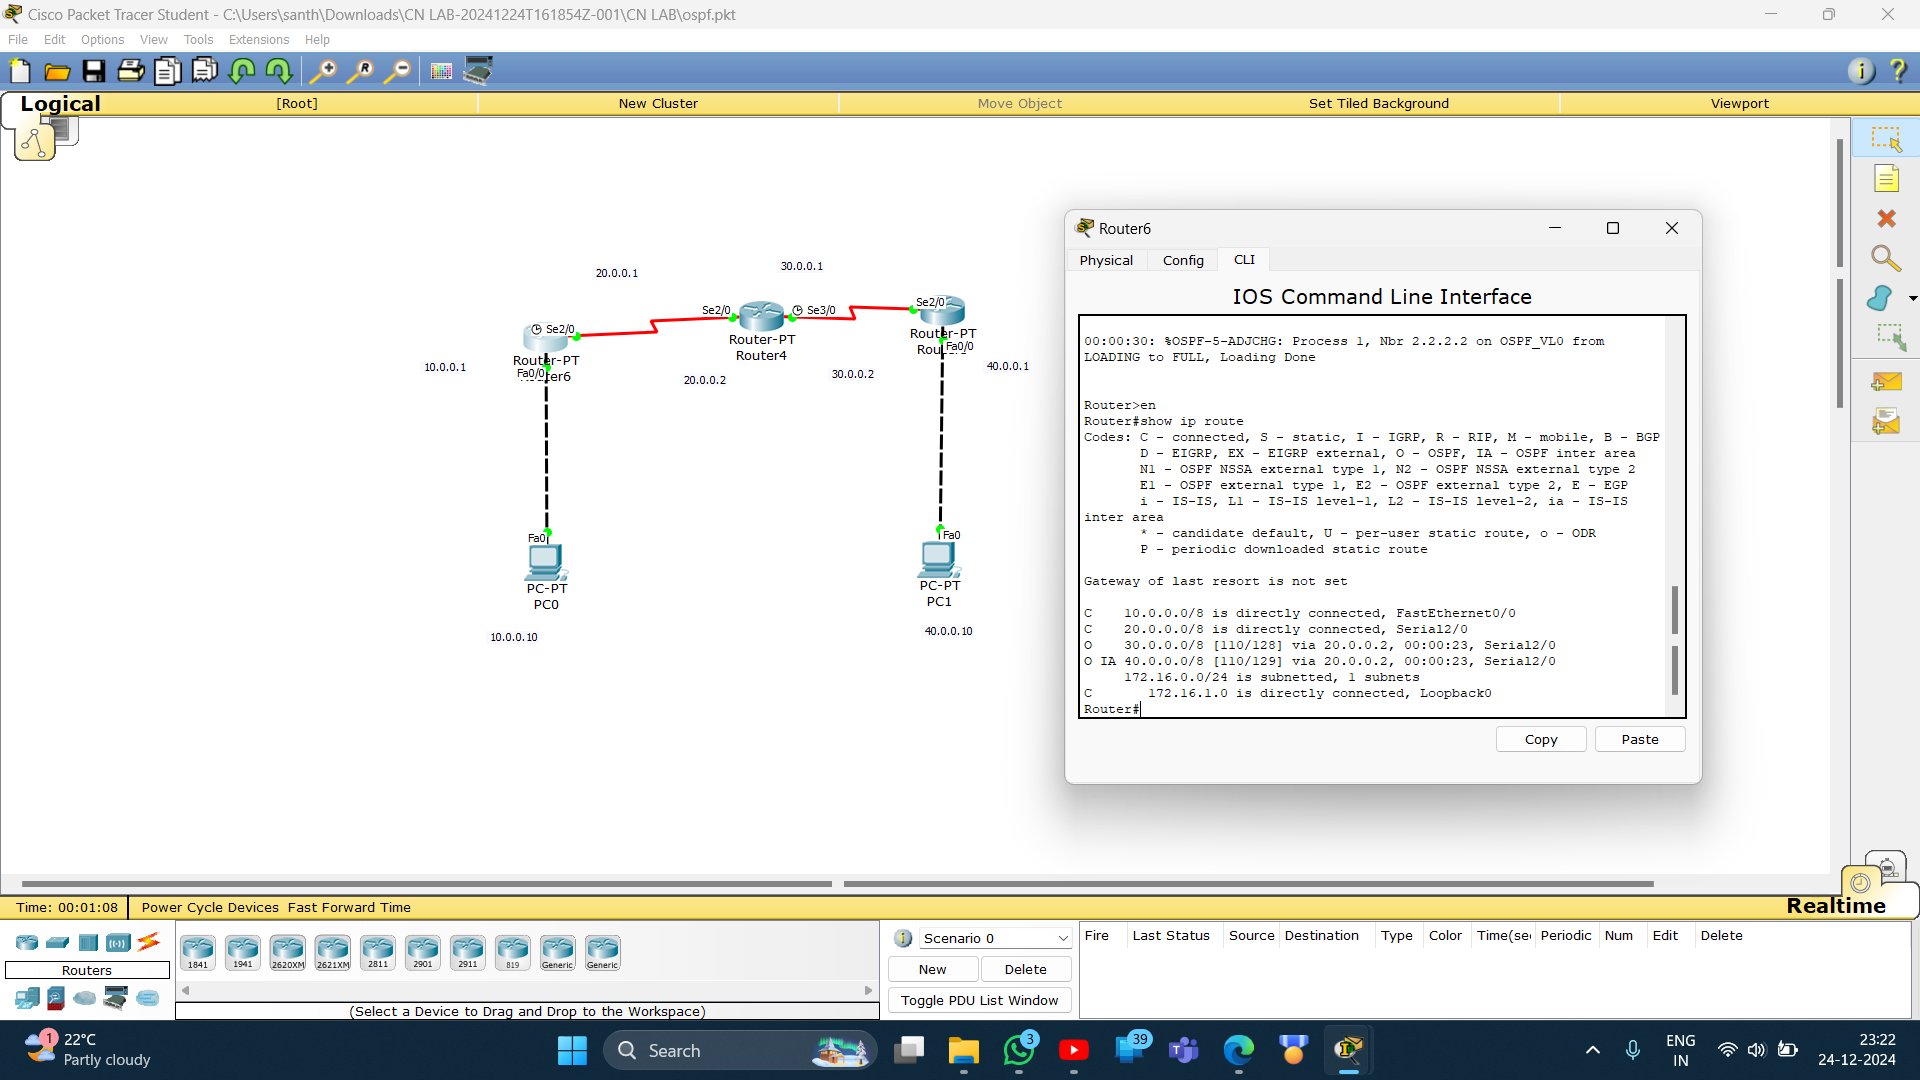 Cisco Packet Tracer Student - C:\Users\santh\Downloads\CN LAB-20241224T161854Z-001\CN LAB\ospf.pkt
File Edit Options View Tools Extensions Help
Logical [Root] New Cluster Move Object Set Tiled Background Viewport
20.0.0.1
30.0.0.1
Se2/0
Router-PT
Fa0/0
10.0.0.1
20.0.0.2
Se2/0
Se3/0
Router-PT
Router4
30.0.0.2
Se2/0
Router-PT
Fa0/0
40.0.0.1
Fa0
PC-PT
PC0
10.0.0.10
Fa0
PC-PT
PC1
40.0.0.10
Router6
Physical Config CLI
IOS Command Line Interface
00:00:30: %OSPF-5-ADJCHG: Process 1, Nbr 2.2.2.2 on OSPF_VL0 from
LOADING to FULL, Loading Done
Router>en
Router#show ip route
Codes: C - connected, S - static, I - IGRP, R - RIP, M - mobile, B - BGP
D - EIGRP, EX - EIGRP external, O - OSPF, IA - OSPF inter area
N1 - OSPF NSSA external type 1, N2 - OSPF NSSA external type 2
E1 - OSPF external type 1, E2 - OSPF external type 2, E - EGP
i - IS-IS, L1 - IS-IS level-1, L2 - IS-IS level-2, ia - IS-IS
inter area
* - candidate default, U - per-user static route, o - ODR
P - periodic downloaded static route
Gateway of last resort is not set
C 10.0.0.0/8 is directly connected, FastEthernet0/0
C 20.0.0.0/8 is directly connected, Serial2/0
O 30.0.0.0/8 [110/128] via 20.0.0.2, 00:00:23, Serial2/0
O IA 40.0.0.0/8 [110/129] via 20.0.0.2, 00:00:23, Serial2/0
172.16.0.0/24 is subnetted, 1 subnets
C 172.16.1.0 is directly connected, Loopback0
Router#
Copy Paste
Realtime
Time: 00:01:08 Power Cycle Devices Fast Forward Time
Routers
1841 1941 2620XM 2621XM 2811 2901 2911 819 Generic Generic
(Select a Device to Drag and Drop to the Workspace)
Scenario 0
New Delete
Toggle PDU List Window
Fire Last Status Source Destination Type Color Time(sec Periodic Num Edit Delete
1
22°C
Partly cloudy
Search
3
39
ENG
IN
23:22
24-12-2024